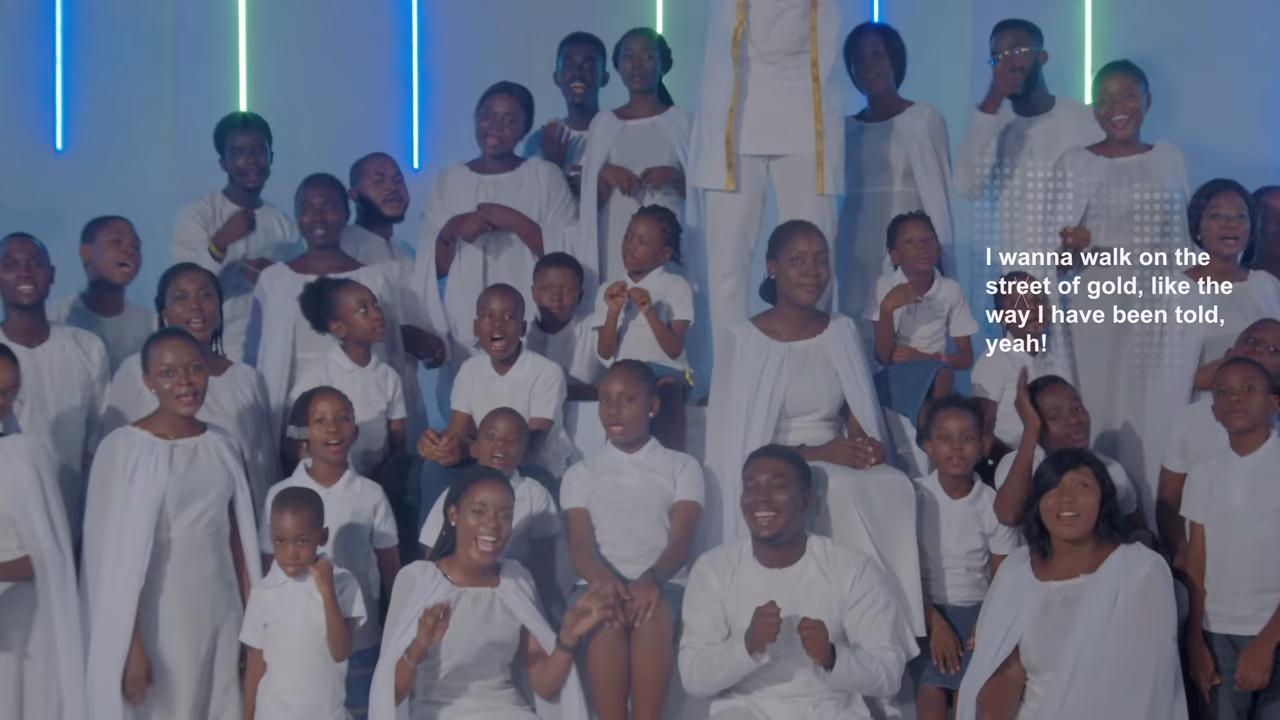 I wanna walk on the
street of gold, like the
way I have been told,
yeah!